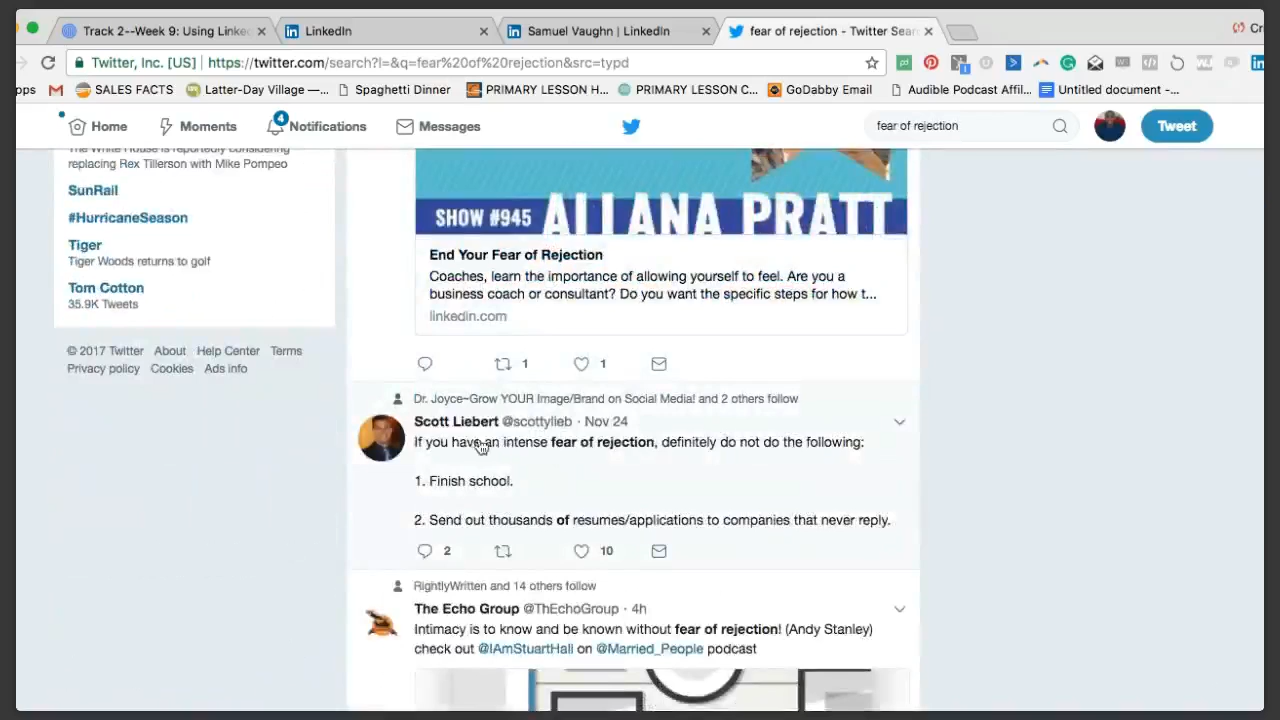 Track 2--Week 9: Using Linked
LinkedIn
Samuel Vaughn | LinkedIn
fear of rejection - Twitter Sear
Cr
Twitter, Inc. [US] | https://twitter.com/search?l=&q=fear%20of%20rejection&src=typd
pps
SALES FACTS
Latter-Day Village —...
Spaghetti Dinner
PRIMARY LESSON H...
PRIMARY LESSON C...
GoDabby Email
Audible Podcast Affil...
Untitled document -...
Home
Moments
4
Notifications
Messages
fear of rejection
Tweet
The White House is reportedly considering
replacing Rex Tillerson with Mike Pompeo
SunRail
#HurricaneSeason
Tiger
Tiger Woods returns to golf
Tom Cotton
35.9K Tweets
© 2017 Twitter About Help Center Terms
Privacy policy Cookies Ads info
SHOW #945 ALLANA PRATT
End Your Fear of Rejection
Coaches, learn the importance of allowing yourself to feel. Are you a
business coach or consultant? Do you want the specific steps for how t...
linkedin.com
1 1
Dr. Joyce~Grow YOUR Image/Brand on Social Media! and 2 others follow
Scott Liebert @scottylieb · Nov 24
If you have an intense fear of rejection, definitely do not do the following:
1. Finish school.
2. Send out thousands of resumes/applications to companies that never reply.
2 10
RightlyWritten and 14 others follow
The Echo Group @ThEchoGroup · 4h
Intimacy is to know and be known without fear of rejection! (Andy Stanley)
check out @IAmStuartHall on @Married_People podcast